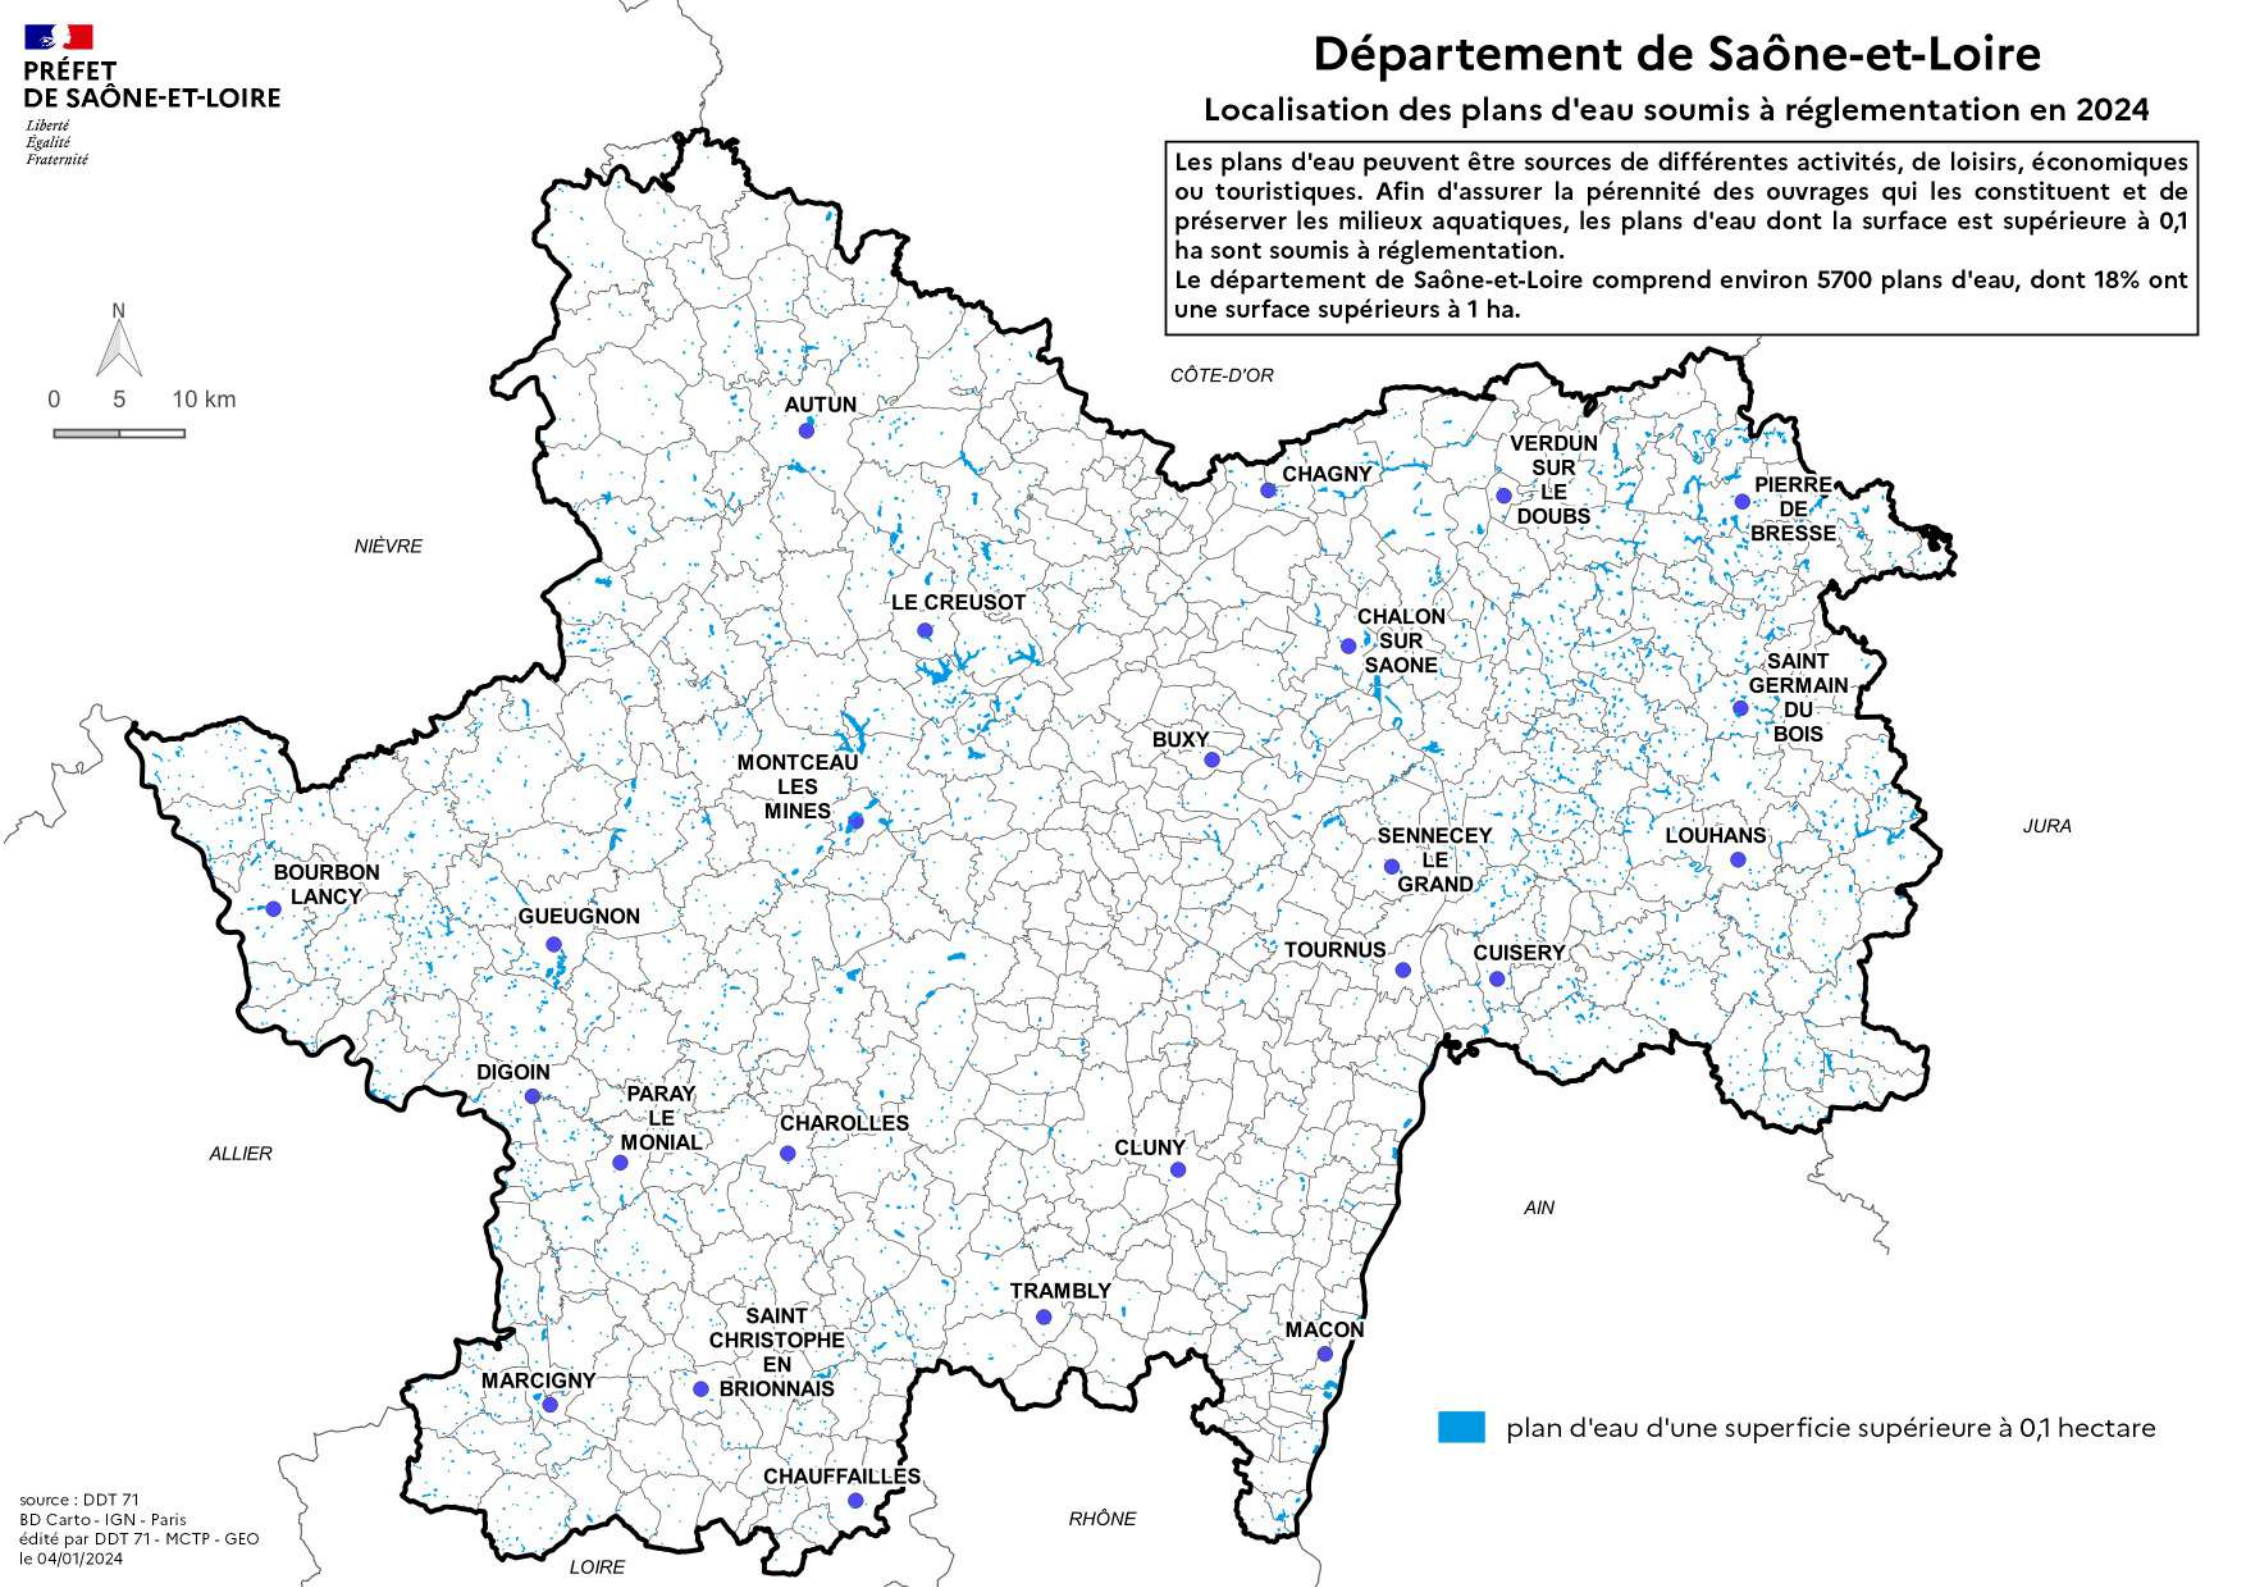 PRÉFET
DE SAÔNE-ET-LOIRE
Liberté
Égalité
Fraternité
Département de Saône-et-Loire
Localisation des plans d'eau soumis à réglementation en 2024
Les plans d'eau peuvent être sources de différentes activités, de loisirs, économiques
ou touristiques. Afin d'assurer la pérennité des ouvrages qui les constituent et de
préserver les milieux aquatiques, les plans d'eau dont la surface est supérieure à 0,1
ha sont soumis à réglementation.
Le département de Saône-et-Loire comprend environ 5700 plans d'eau, dont 18% ont
une surface supérieurs à 1 ha.
N
0 5 10 km
CÔTE-D'OR
AUTUN
VERDUN
SUR
LE
DOUBS
CHAGNY
PIERRE
DE
BRESSE
NIÈVRE
LE CREUSOT
CHALON
SUR
SAONE
SAINT
GERMAIN
DU
BOIS
BUXY
MONTCEAU
LES
MINES
JURA
SENNECEY
LE
GRAND
LOUHANS
BOURBON
LANCY
GUEUGNON
TOURNUS
CUISERY
DIGOIN
PARAY
LE
MONIAL
CHAROLLES
CLUNY
ALLIER
AIN
TRAMBLY
SAINT
CHRISTOPHE
EN
BRIONNAIS
MACON
MARCIGNY
plan d'eau d'une superficie supérieure à 0,1 hectare
CHAUFFAILLES
RHÔNE
LOIRE
source : DDT 71
BD Carto - IGN - Paris
édité par DDT 71 - MCTP - GEO
le 04/01/2024